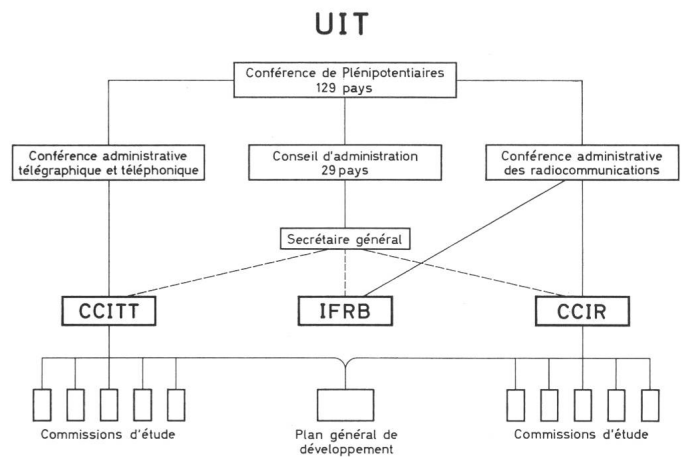 UIT
Conférence de Plénipotentiaires
129 pays
Conférence administrative
télégraphique et téléphonique
Conseil d'administration
29 pays
Conférence administrative
des radiocommunications
Secrétaire général
CCITT
IFRB
CCIR
Commissions d'étude
Plan général de
développement
Commissions d'étude